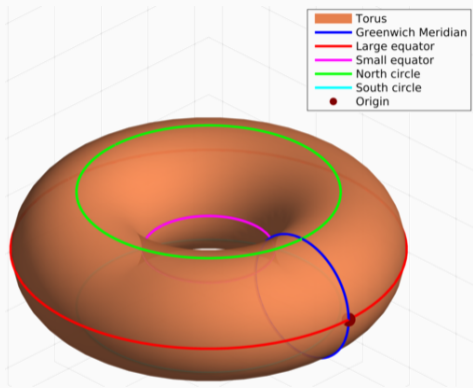 Torus
Greenwich Meridian
Large equator
Small equator
North circle
South circle
Origin